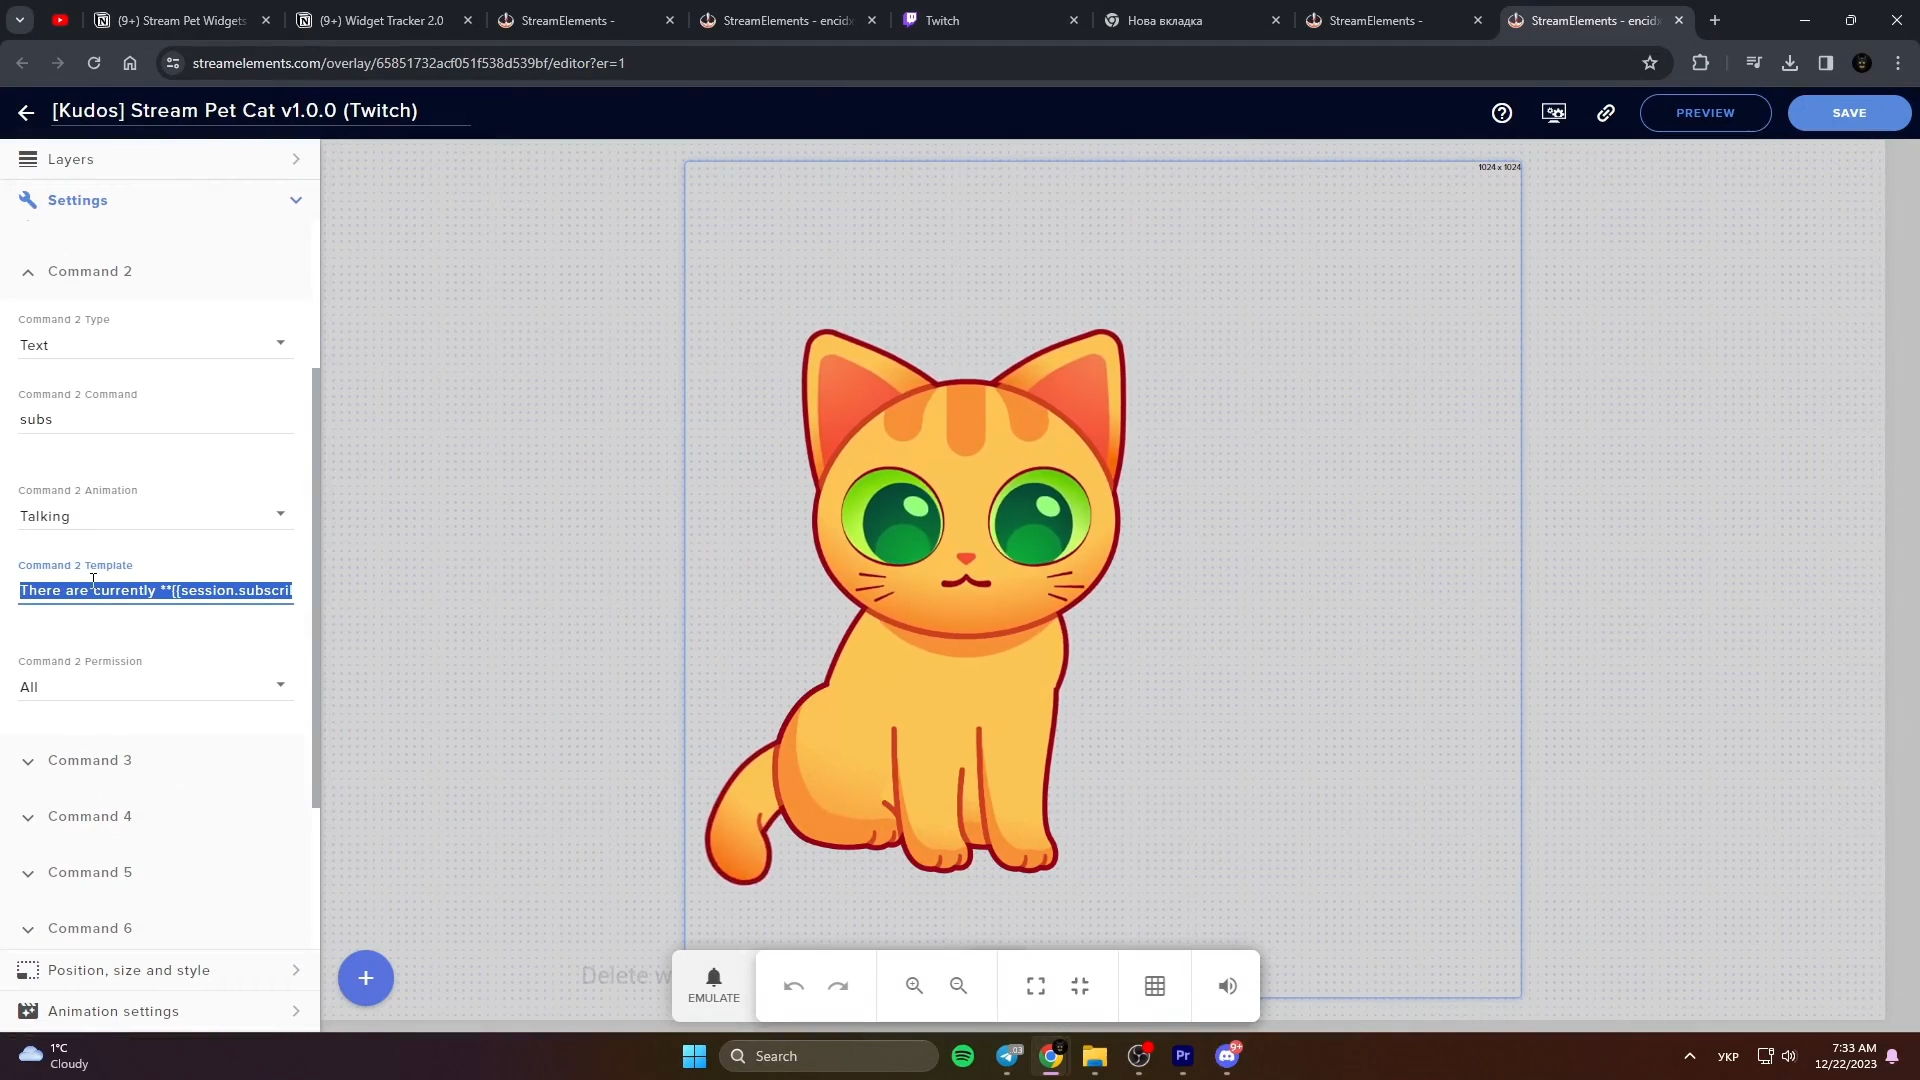 (9+) Stream Pet Widgets
(9+) Widget Tracker 2.0
StreamElements -
StreamElements - encid
Twitch
Нова вкладка
StreamElements -
StreamElements - encid
streamelements.com/overlay/65851732acf051f538d539bf/editor?er=1
[Kudos] Stream Pet Cat v1.0.0 (Twitch)
PREVIEW
SAVE
Layers
Settings
1024 x 1024
Command 2
Command 2 Type
Text
Command 2 Command
subs
Command 2 Animation
Talking
Command 2 Template
There are currently **{{session.subscri
Command 2 Permission
All
Command 3
Command 4
Command 5
Command 6
Position, size and style
Animation settings
Delete w
EMULATE
1°C
Cloudy
Search
03
Pr
9+
УКР
7:33 AM
12/22/2023